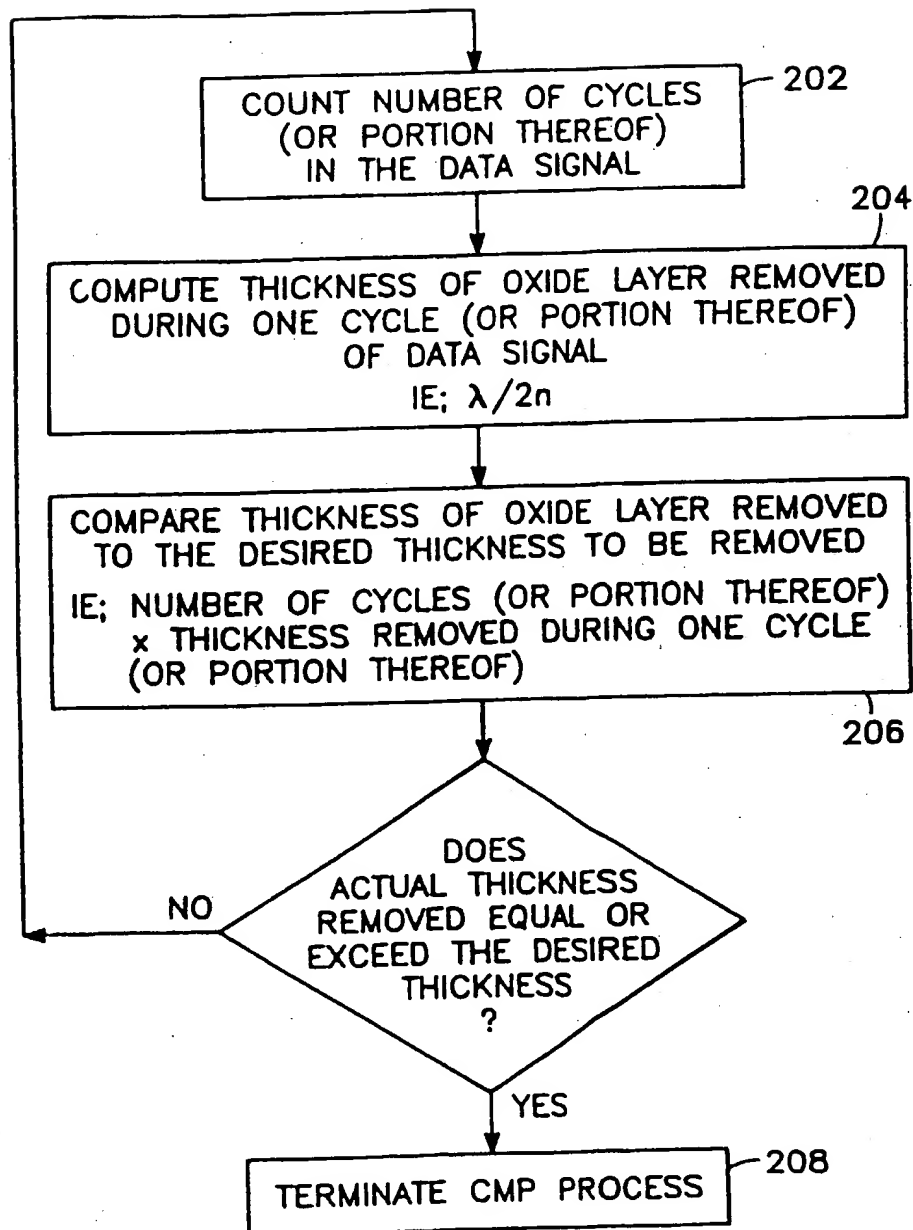 COUNT NUMBER OF CYCLES
(OR PORTION THEREOF)
IN THE DATA SIGNAL
202
204
COMPUTE THICKNESS OF OXIDE LAYER REMOVED
DURING ONE CYCLE (OR PORTION THEREOF)
OF DATA SIGNAL
IE; λ/2n
COMPARE THICKNESS OF OXIDE LAYER REMOVED
TO THE DESIRED THICKNESS TO BE REMOVED
IE; NUMBER OF CYCLES (OR PORTION THEREOF)
x THICKNESS REMOVED DURING ONE CYCLE
(OR PORTION THEREOF)
206
DOES
ACTUAL THICKNESS
REMOVED EQUAL OR
EXCEED THE DESIRED
THICKNESS
?
NO
YES
TERMINATE CMP PROCESS
208